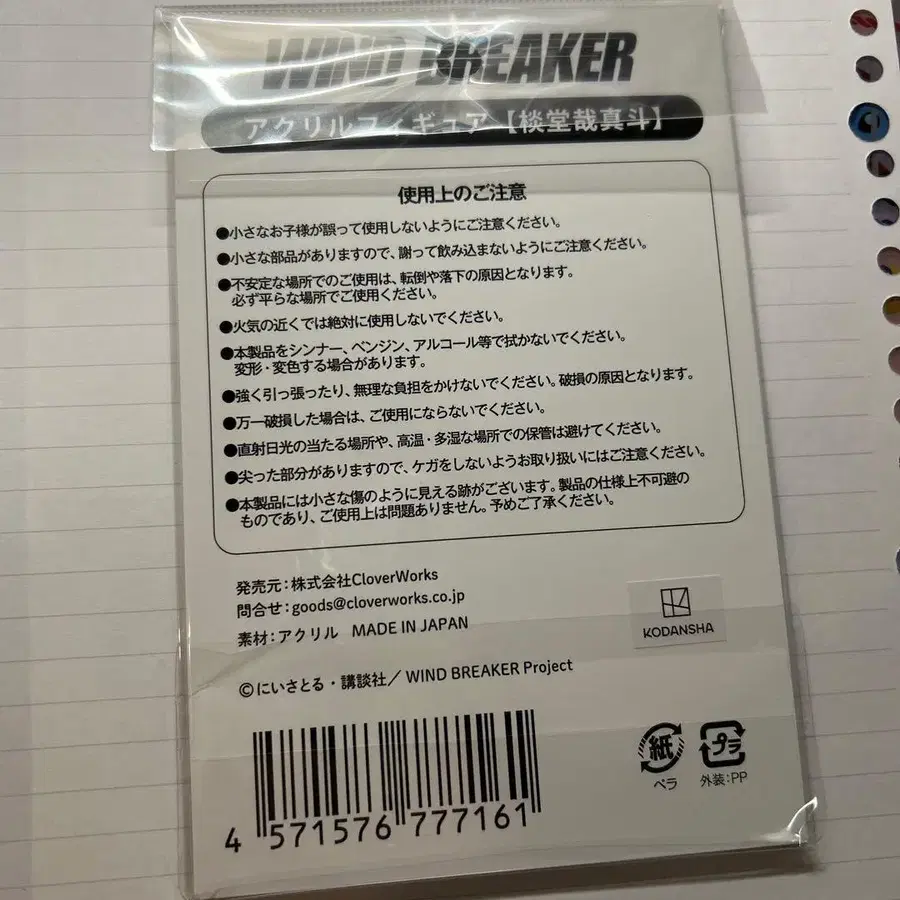 WIND BREAKER
アクリルフィギュア【棪堂哉真斗】
使用上のご注意
●小さなお子様が誤って使用しないようにご注意ください。
●小さな部品がありますので、謝って飲み込まないようにご注意ください。
●不安定な場所でのご使用は、転倒や落下の原因となります。
必ず平らな場所でご使用ください。
●火気の近くでは絶対に使用しないでください。
●本製品をシンナー、ベンジン、アルコール等で拭かないでください。
変形・変色する場合があります。
●強く引っ張ったり、無理な負担をかけないでください。破損の原因となります。
●万一破損した場合は、ご使用にならないでください。
●直射日光の当たる場所や、高温・多湿な場所での保管は避けてください。
●尖った部分がありますので、ケガをしないようお取り扱いにはご注意ください。
●本製品には小さな傷のように見える跡がございます。製品の仕様上不可避の
ものであり、ご使用上は問題ありません。予めご了承ください。
発売元：株式会社CloverWorks
問合せ：goods@cloverworks.co.jp
素材：アクリル MADE IN JAPAN
KODANSHA
©にいさとる・講談社／WIND BREAKER Project
紙
ペラ
プラ
外装：PP
4 571576 777161